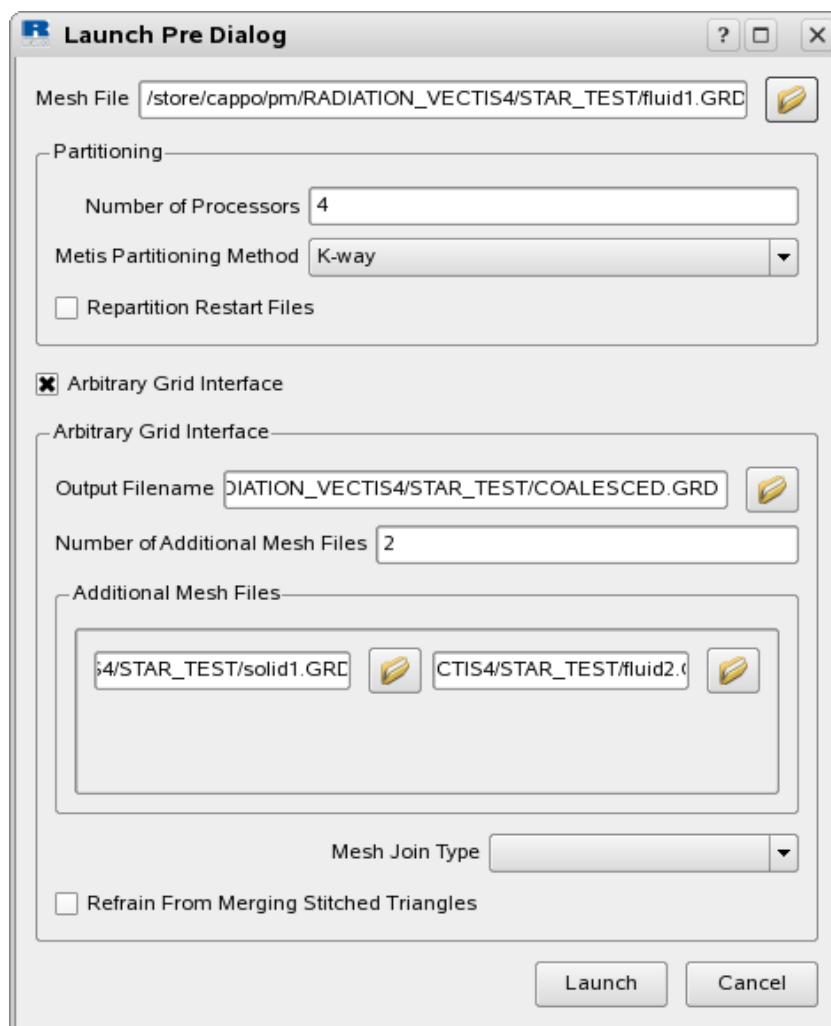 Launch Pre Dialog
Mesh File /store/cappo/pm/RADIATION_VECTIS4/STAR_TEST/fluid1.GRD
Partitioning
Number of Processors 4
Metis Partitioning Method K-way
Repartition Restart Files
Arbitrary Grid Interface
Arbitrary Grid Interface
Output Filename DIATION_VECTIS4/STAR_TEST/COALESCED.GRD
Number of Additional Mesh Files 2
Additional Mesh Files
S4/STAR_TEST/solid1.GRD CTIS4/STAR_TEST/fluid2.
Mesh Join Type
Refrain From Merging Stitched Triangles
Launch Cancel